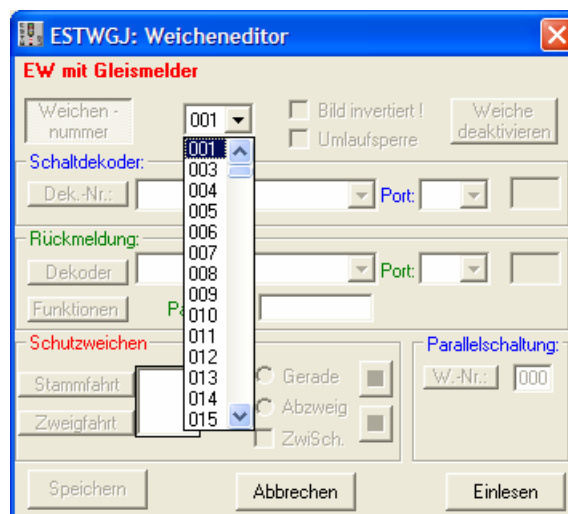 ESTWGJ: Weicheneditor
EW mit Gleismelder
Weichen -
nummer
001
Bild invertiert !
Umlaufsperre
Weiche
deaktivieren
001
003
004
005
006
007
008
009
010
011
012
013
014
015
Schaltdekoder:
Dek.-Nr.:
Port:
Rückmeldung:
Dekoder
Port:
Funktionen
Schutzweichen
Stammfahrt
Zweigfahrt
Gerade
Abzweig
ZwiSch.
Parallelschaltung:
W.-Nr.:
000
Speichern
Abbrechen
Einlesen